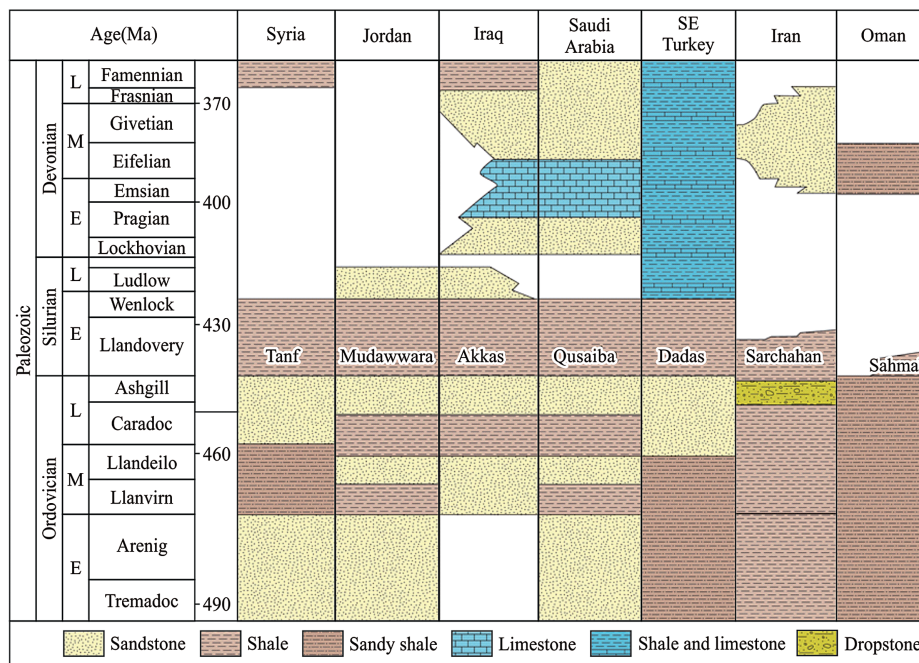 Age(Ma)
Syria
Jordan
Iraq
Saudi
Arabia
SE
Turkey
Iran
Oman
Paleozoic
Devonian
L
Famennian
Frasnian
370
M
Givetian
Eifelian
E
Emsian
400
Pragian
Lockhovian
Silurian
L
Ludlow
E
Wenlock
430
Llandovery
Tanf
Mudawwara
Akkas
Qusaiba
Dadas
Sarchahan
Sahma
Ordovician
L
Ashgill
Caradoc
M
460
Llandeilo
Llanvirn
E
Arenig
Tremadoc
490
Sandstone
Shale
Sandy shale
Limestone
Shale and limestone
Dropstone